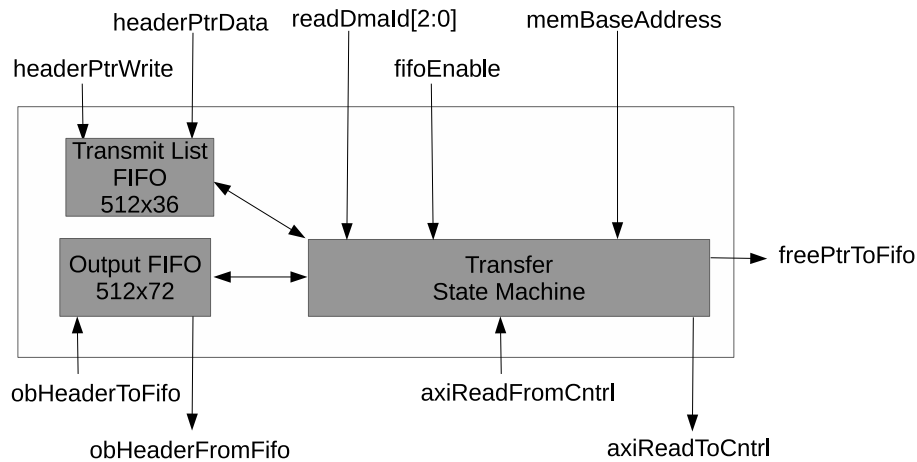 headerPtrData
readDmaId[2:0]
memBaseAddress
headerPtrWrite
fifoEnable
Transmit List
FIFO
512x36
Output FIFO
512x72
Transfer
State Machine
freePtrToFifo
obHeaderToFifo
axiReadFromCntrl
obHeaderFromFifo
axiReadToCntrl